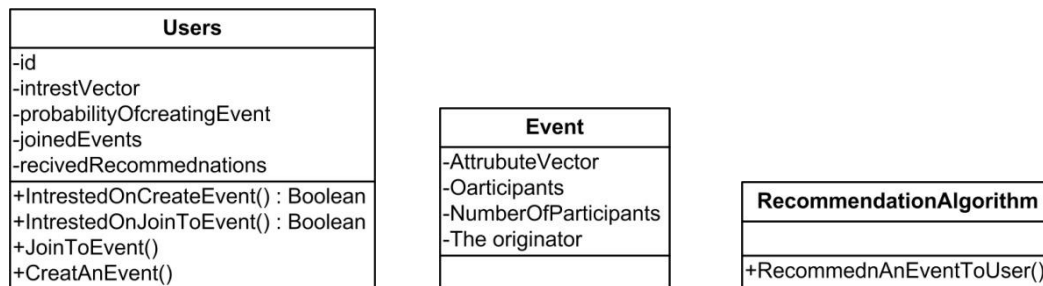 Users
-id
-intrestVector
-probabilityOfcreatingEvent
-joinedEvents
-recivedRecommednations
+IntrestedOnCreateEvent() : Boolean
+IntrestedOnJoinToEvent() : Boolean
+JoinToEvent()
+CreatAnEvent()
Event
-AttrubuteVector
-Oarticipants
-NumberOfParticipants
-The originator
RecommendationAlgorithm
+RecommednAnEventToUser()